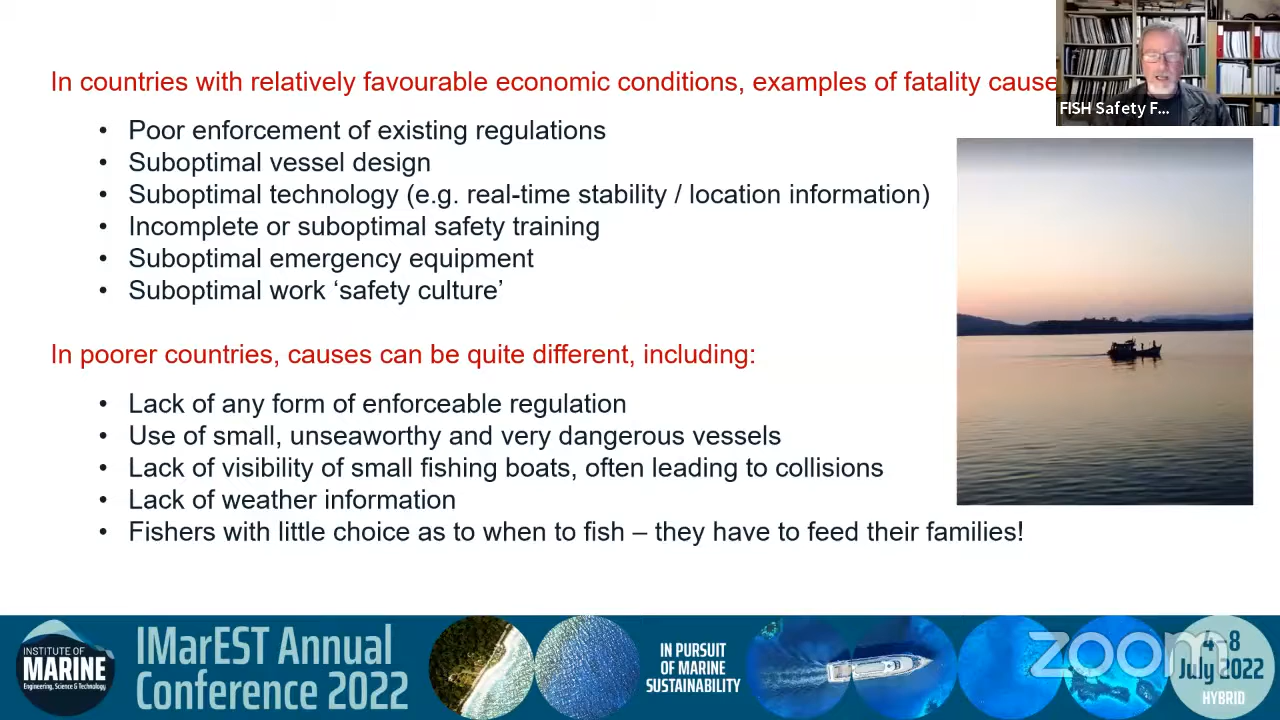 In countries with relatively favourable economic conditions, examples of fatality cause
FISH Safety F...
• Poor enforcement of existing regulations
• Suboptimal vessel design
• Suboptimal technology (e.g. real-time stability / location information)
• Incomplete or suboptimal safety training
• Suboptimal emergency equipment
• Suboptimal work ‘safety culture’
In poorer countries, causes can be quite different, including:
• Lack of any form of enforceable regulation
• Use of small, unseaworthy and very dangerous vessels
• Lack of visibility of small fishing boats, often leading to collisions
• Lack of weather information
• Fishers with little choice as to when to fish – they have to feed their families!
INSTITUTE OF
MARINE
Engineering, Science & Technology
IMarEST Annual
Conference 2022
IN PURSUIT
OF MARINE
SUSTAINABILITY
zoom
4–8
July 2022
HYBRID